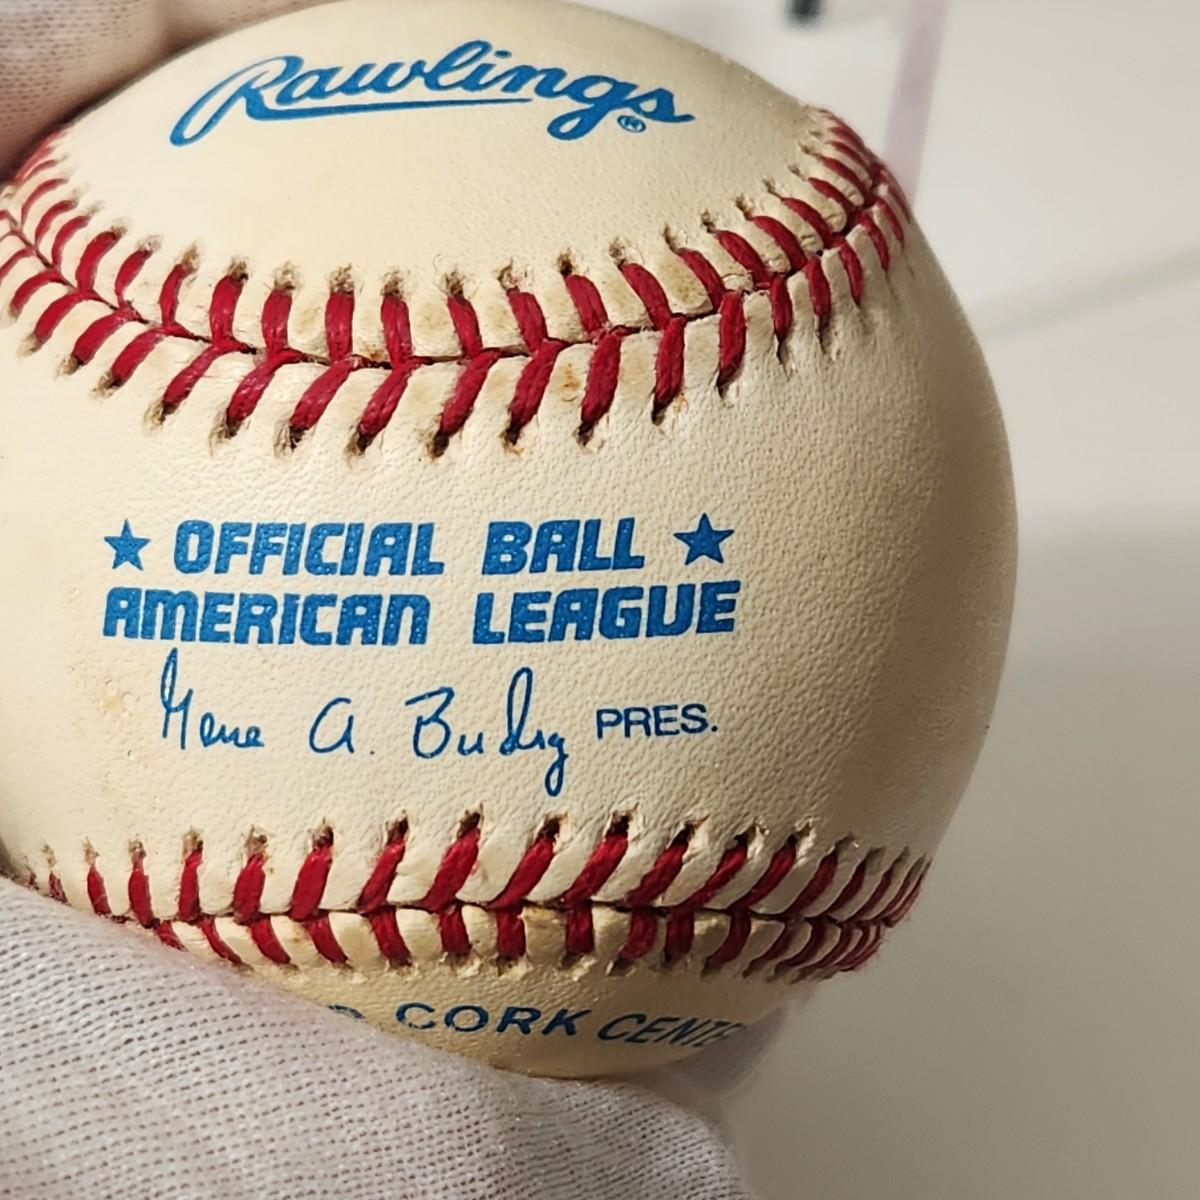 Rawlings®
★ OFFICIAL BALL ★
AMERICAN LEAGUE
Gene A. Budig PRES.
CORK CENTE